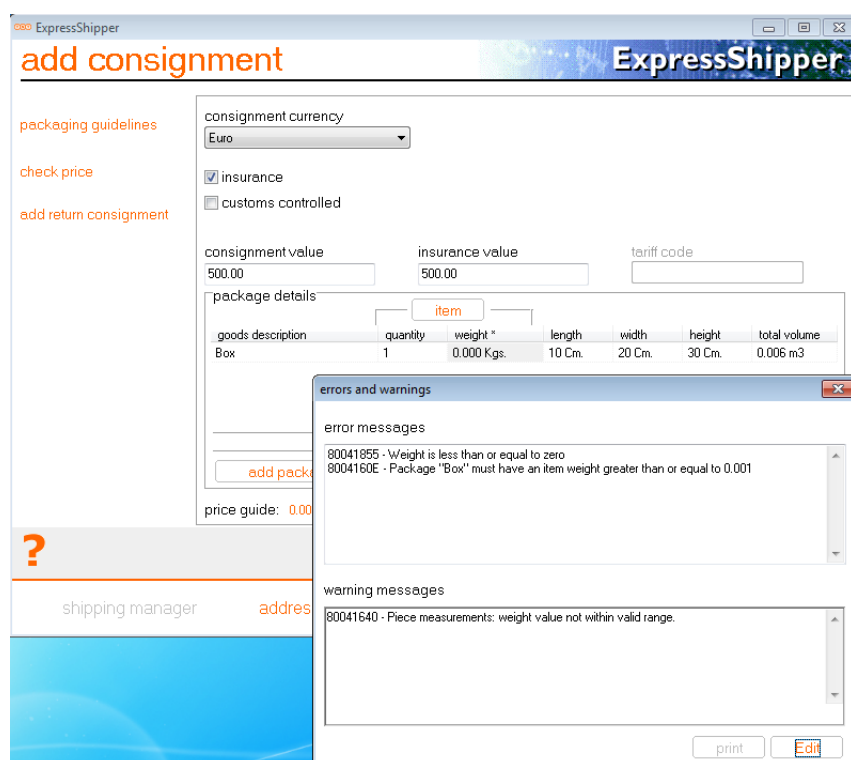 ExpressShipper
add consignment
ExpressShipper
packaging guidelines
check price
add return consignment
consignment currency
Euro
insurance
customs controlled
consignment value insurance value tariff code
500.00 500.00
package details
item
goods description quantity weight * length width height total volume
Box 1 0.000 Kgs. 10 Cm. 20 Cm. 30 Cm. 0.006 m3
add packa
price guide: 0.00
?
shipping manager addres
errors and warnings
error messages
80041855 - Weight is less than or equal to zero
8004160E - Package "Box" must have an item weight greater than or equal to 0.001
warning messages
80041640 - Piece measurements: weight value not within valid range.
print Edit